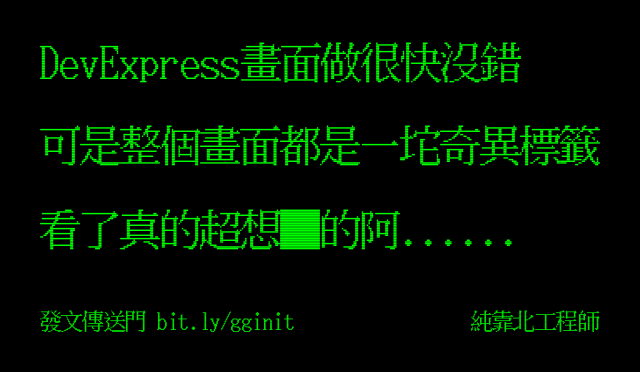 DevExpress畫面做很快沒錯
可是整個畫面都是一坨奇異標籤
看了真的超想██的阿......
發文傳送門 bit.ly/gginit
純靠北工程師